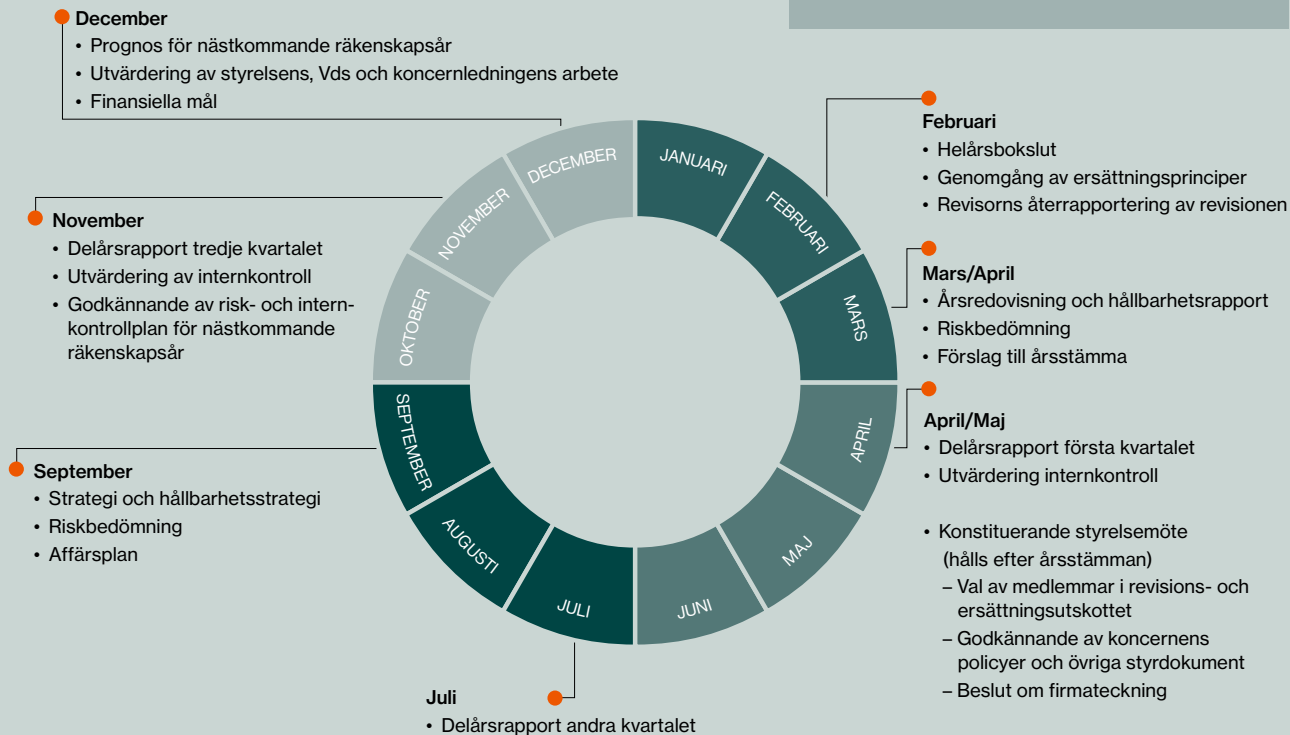 December
• Prognos för nästkommande räkenskapsår
• Utvärdering av styrelsens, Vds och koncernledningens arbete
• Finansiella mål
Februari
• Helårsbokslut
• Genomgång av ersättningsprinciper
• Revisorns återrapportering av revisionen
Mars/April
• Årsredovisning och hållbarhetsrapport
• Riskbedömning
• Förslag till årsstämma
April/Maj
• Delårsrapport första kvartalet
• Utvärdering internkontroll
• Konstituerande styrelsemöte
(hålls efter årsstämman)
– Val av medlemmar i revisions- och
ersättningsutskottet
– Godkännande av koncernens
policyer och övriga styrdokument
– Beslut om firmateckning
Juli
• Delårsrapport andra kvartalet
September
• Strategi och hållbarhetsstrategi
• Riskbedömning
• Affärsplan
November
• Delårsrapport tredje kvartalet
• Utvärdering av internkontroll
• Godkännande av risk- och intern-
kontrollplan för nästkommande
räkenskapsår
JANUARI
FEBRUARI
MARS
APRIL
MAJ
JUNI
JULI
AUGUSTI
SEPTEMBER
OKTOBER
NOVEMBER
DECEMBER